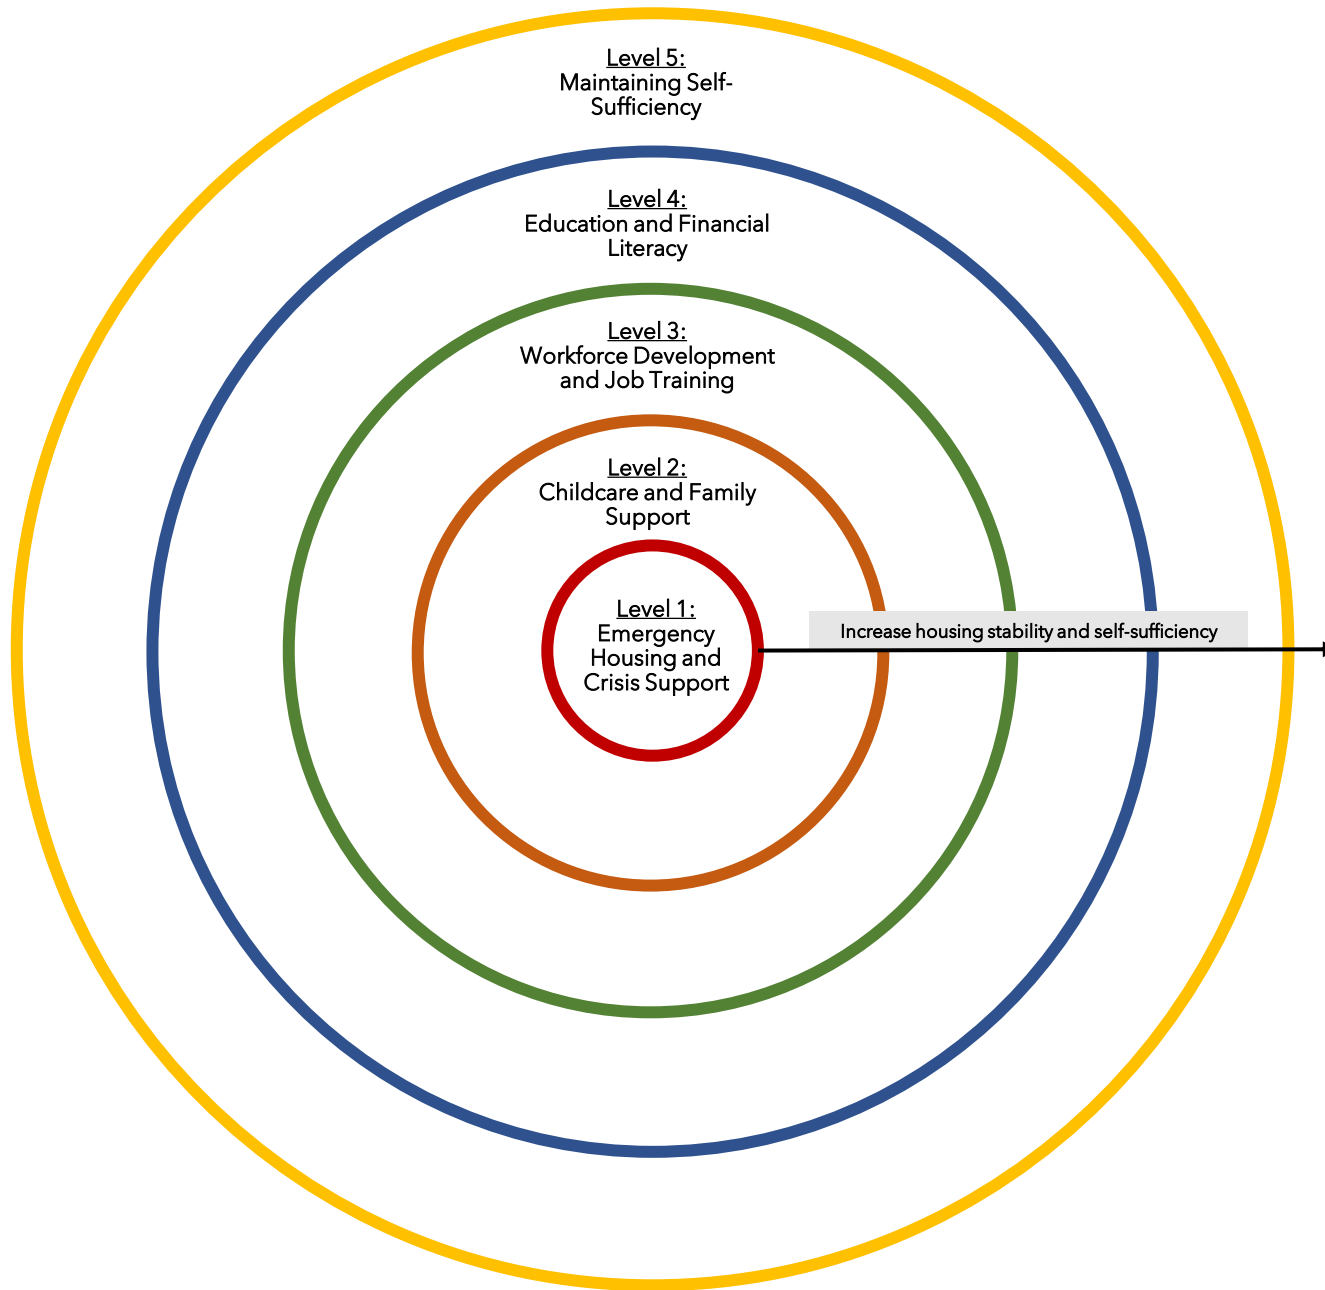 Level 5:
Maintaining Self-
Sufficiency
Level 4:
Education and Financial
Literacy
Level 3:
Workforce Development
and Job Training
Level 2:
Childcare and Family
Support
Level 1:
Emergency
Housing and
Crisis Support
Increase housing stability and self-sufficiency